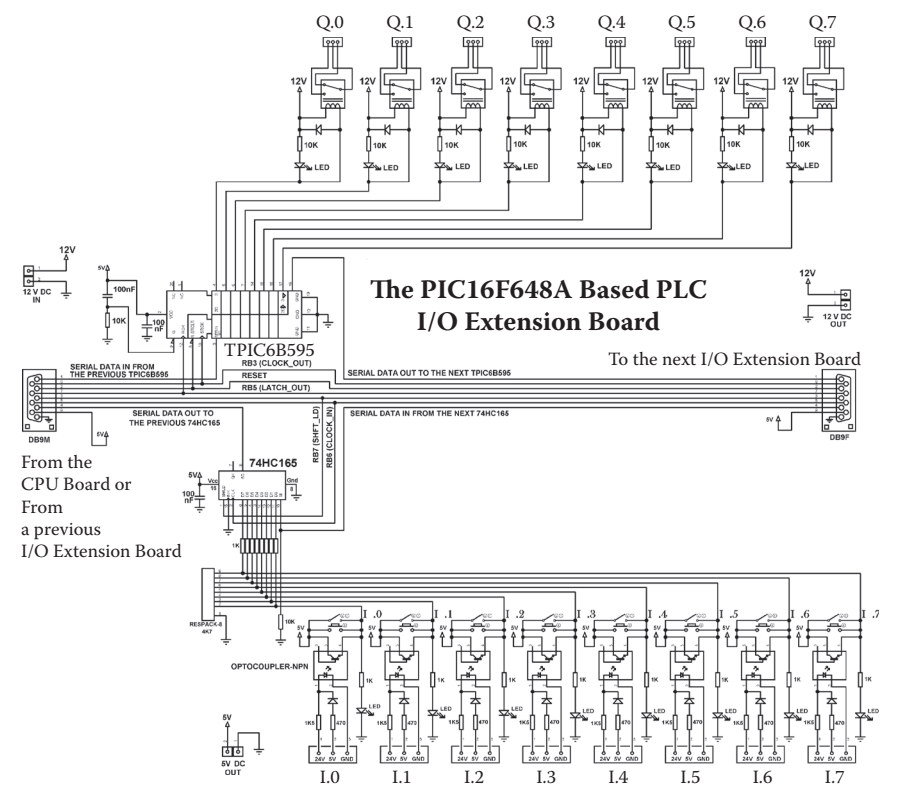 Q.0 Q.1 Q.2 Q.3 Q.4 Q.5 Q.6 Q.7
12V 12V 12V 12V 12V 12V 12V 12V
10K 10K 10K 10K 10K 10K 10K 10K
LED LED LED LED LED LED LED LED
12V
12 V DC
IN
5V
100nF
10K
100
nF
VCC
GND
TPIC6B595
The PIC16F648A Based PLC
I/O Extension Board
12V
12 V DC
OUT
To the next I/O Extension Board
SERIAL DATA IN FROM
THE PREVIOUS TPIC6B595
RB3 (CLOCK_OUT)
RESET
RB5 (LATCH_OUT)
SERIAL DATA OUT TO THE NEXT TPIC6B595
SERIAL DATA OUT TO
THE PREVIOUS 74HC165
SERIAL DATA IN FROM THE NEXT 74HC165
RB7 (SHFT_LD)
RB6 (CLOCK_IN)
DB9M
5V
5V
DB9F
From the
CPU Board or
From
a previous
I/O Extension Board
74HC165
5V
Vcc
16
Gnd
8
100
nF
1K
RESPACK-8
4K7
10K
I .0 I .1 I .2 I .3 I .4 I .5 I .6 I .7
5V 5V 5V 5V 5V 5V 5V 5V
OPTOCOUPLER-NPN
1K 1K 1K 1K 1K 1K 1K 1K
LED LED LED LED LED LED LED LED
1K5 470 1K5 470 1K5 470 1K5 470 1K5 470 1K5 470 1K5 470 1K5 470
24V 5V GND 24V 5V GND 24V 5V GND 24V 5V GND 24V 5V GND 24V 5V GND 24V 5V GND 24V 5V GND
I.0 I.1 I.2 I.3 I.4 I.5 I.6 I.7
5V
5V DC
OUT